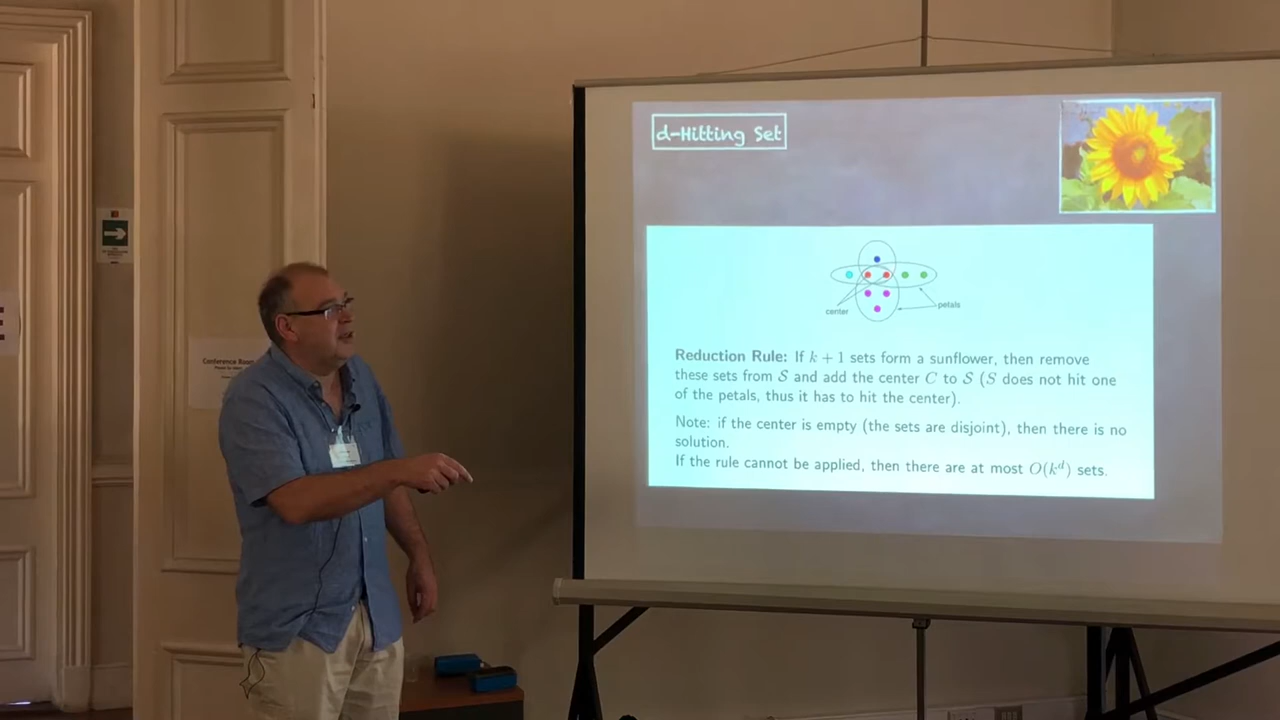 d-Hitting Set
center
petals
Reduction Rule: If k + 1 sets form a sunflower, then remove
these sets from S and add the center C to S (S does not hit one
of the petals, thus it has to hit the center).
Note: if the center is empty (the sets are disjoint), then there is no
solution.
If the rule cannot be applied, then there are at most O(k^d) sets.
Conference Room